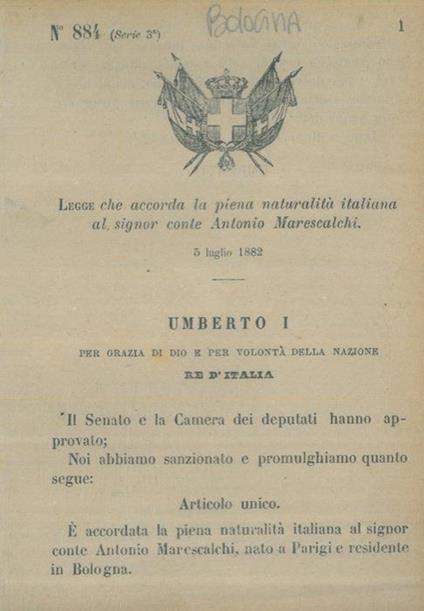 Bologna
N° 884 (Serie 3ª) 1
LEGGE che accorda la piena naturalità italiana
al signor conte Antonio Marescalchi.
5 luglio 1882
UMBERTO I
PER GRAZIA DI DIO E PER VOLONTÀ DELLA NAZIONE
RE D'ITALIA
Il Senato e la Camera dei deputati hanno ap-
provato;
Noi abbiamo sanzionato e promulghiamo quanto
segue:
Articolo unico.
È accordata la piena naturalità italiana al signor
conte Antonio Marescalchi, nato a Parigi e residente
in Bologna.